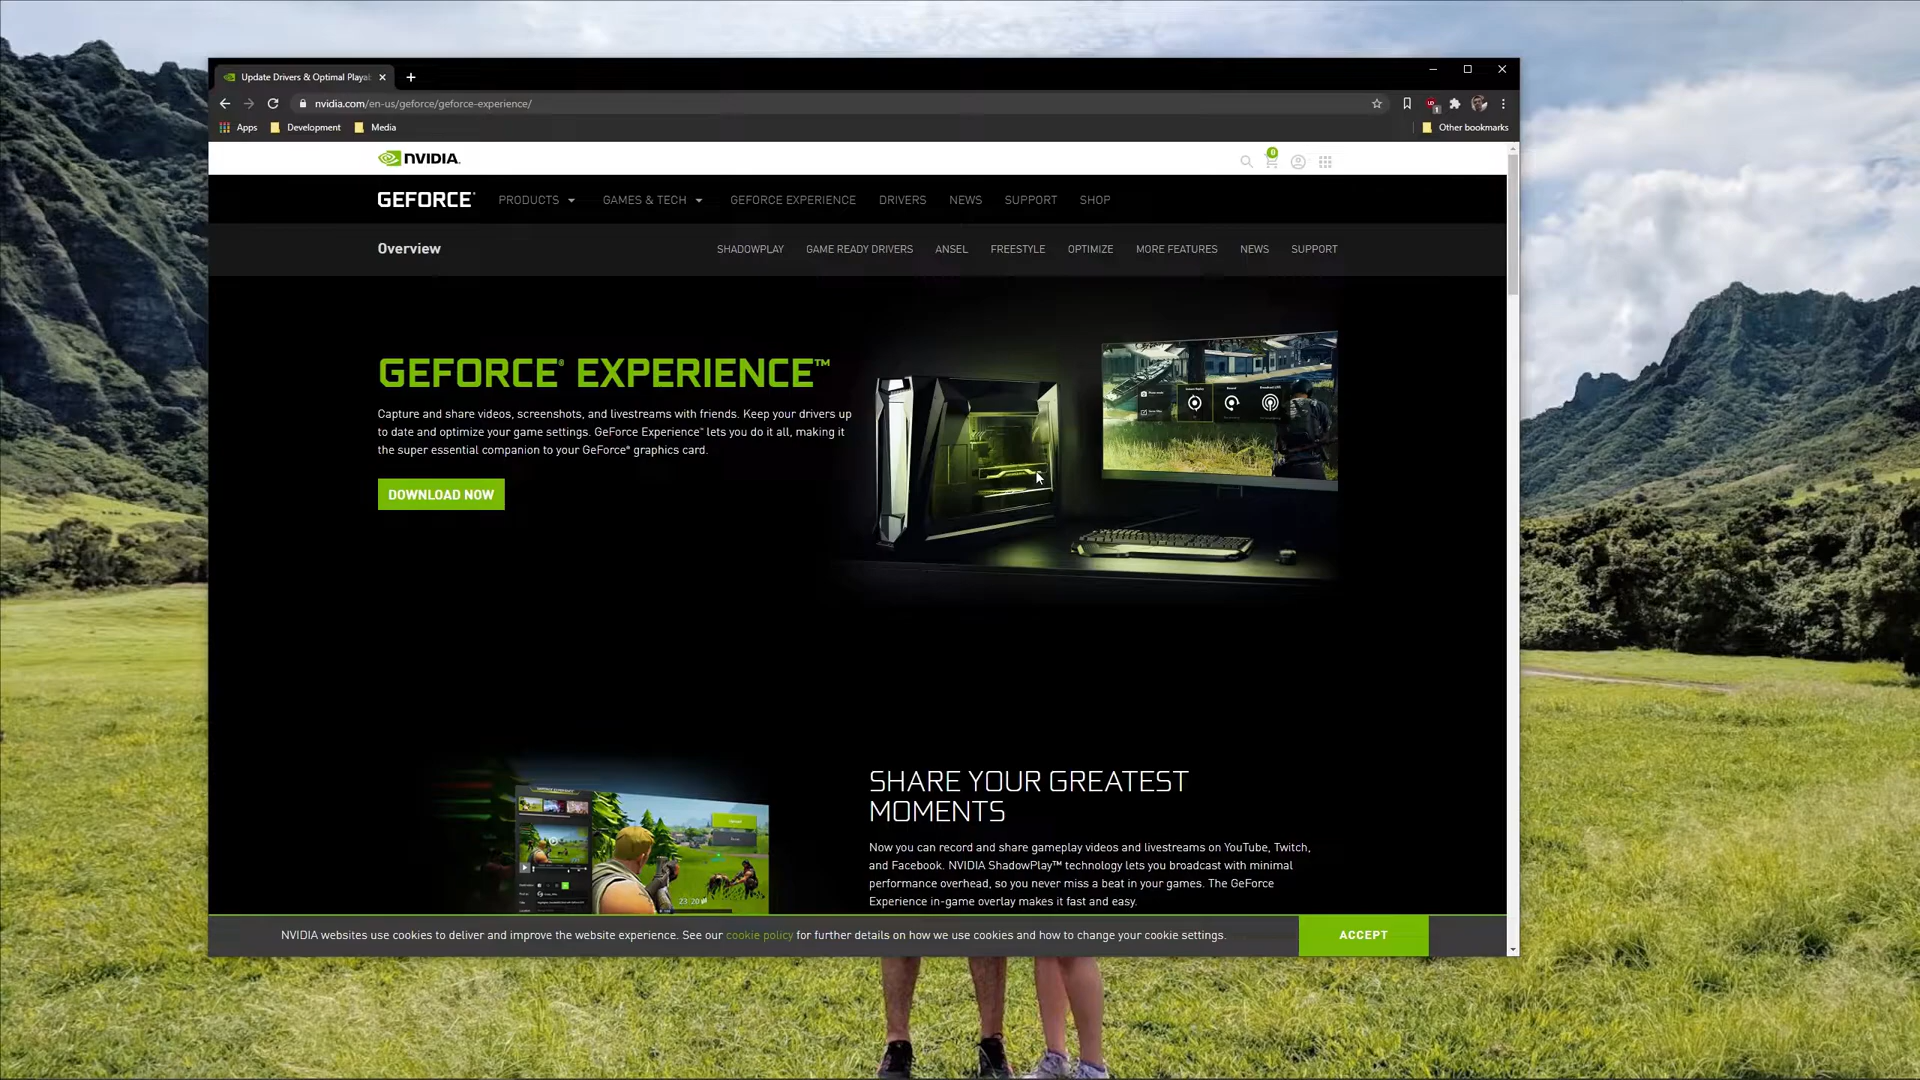 Update Drivers & Optimal Playa
nvidia.com/en-us/geforce/geforce-experience/
Apps Development Media Other bookmarks
NVIDIA.
0
GEFORCE PRODUCTS GAMES & TECH GEFORCE EXPERIENCE DRIVERS NEWS SUPPORT SHOP
Overview SHADOWPLAY GAME READY DRIVERS ANSEL FREESTYLE OPTIMIZE MORE FEATURES NEWS SUPPORT
GEFORCE® EXPERIENCE™
Capture and share videos, screenshots, and livestreams with friends. Keep your drivers up
to date and optimize your game settings. GeForce Experience™ lets you do it all, making it
the super essential companion to your GeForce® graphics card.
DOWNLOAD NOW
SHARE YOUR GREATEST
MOMENTS
Now you can record and share gameplay videos and livestreams on YouTube, Twitch,
and Facebook. NVIDIA ShadowPlay™ technology lets you broadcast with minimal
performance overhead, so you never miss a beat in your games. The GeForce
Experience in-game overlay makes it fast and easy.
NVIDIA websites use cookies to deliver and improve the website experience. See our cookie policy for further details on how we use cookies and how to change your cookie settings.
ACCEPT